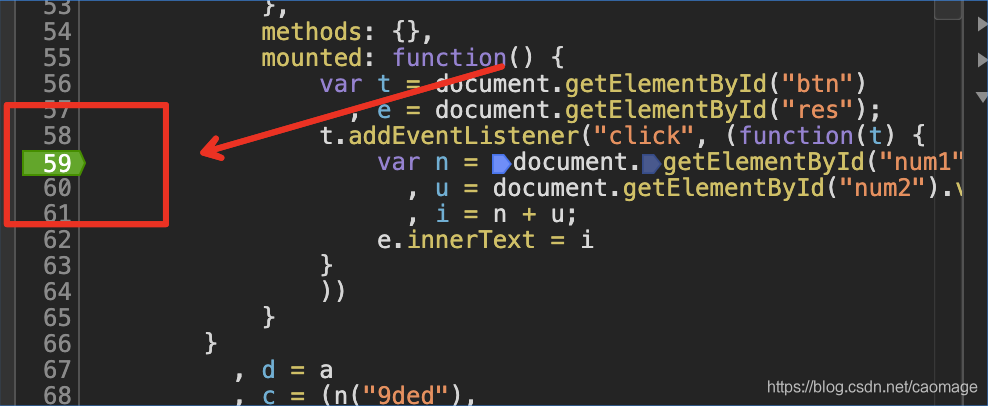 53 },
54 methods: {},
55 mounted: function() {
56 var t = document.getElementById("btn")
57 , e = document.getElementById("res");
58 t.addEventListener("click", (function(t) {
59 var n = document.getElementById("num1"
60 , u = document.getElementById("num2").v
61 , i = n + u;
62 e.innerText = i
63 }
64 ))
65 }
66 }
67 , d = a
68 , c = (n("9ded"),
https://blog.csdn.net/caomage